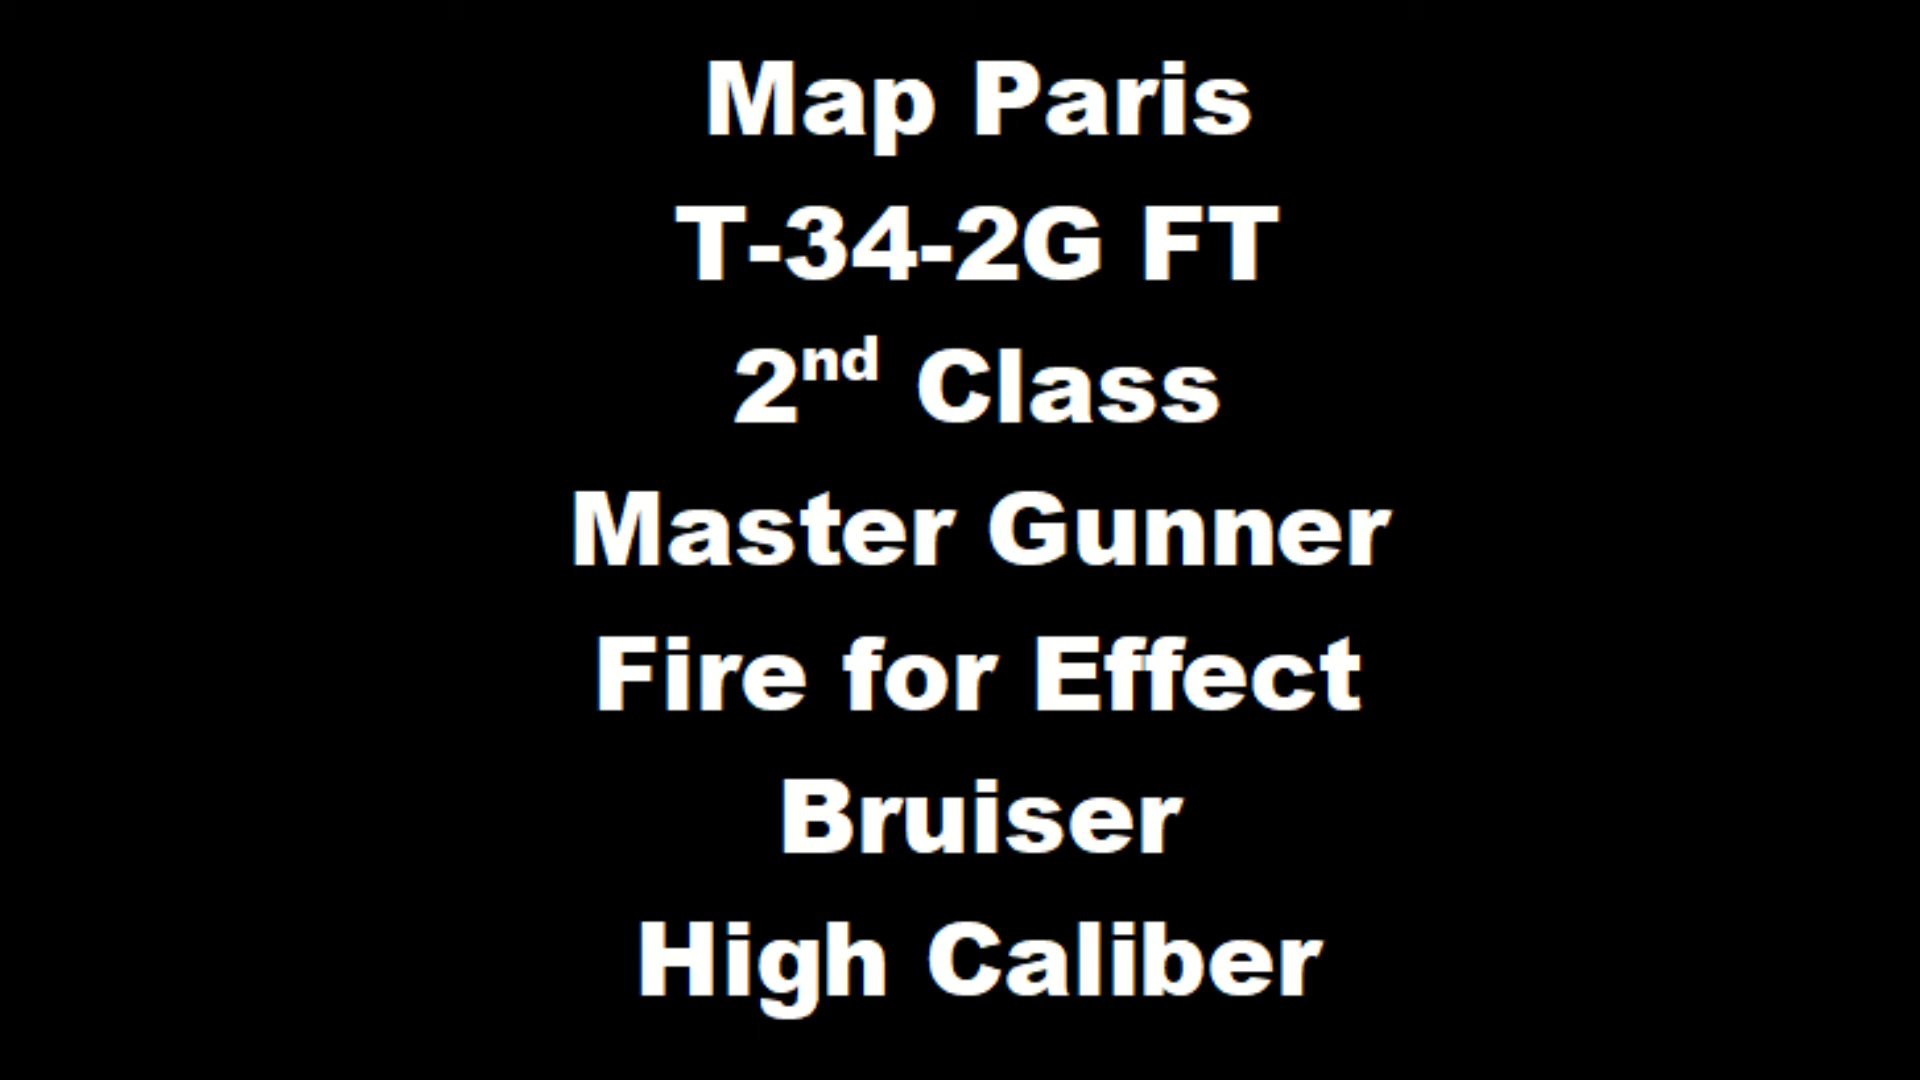 Map Paris
T-34-2G FT
2nd Class
Master Gunner
Fire for Effect
Bruiser
High Caliber